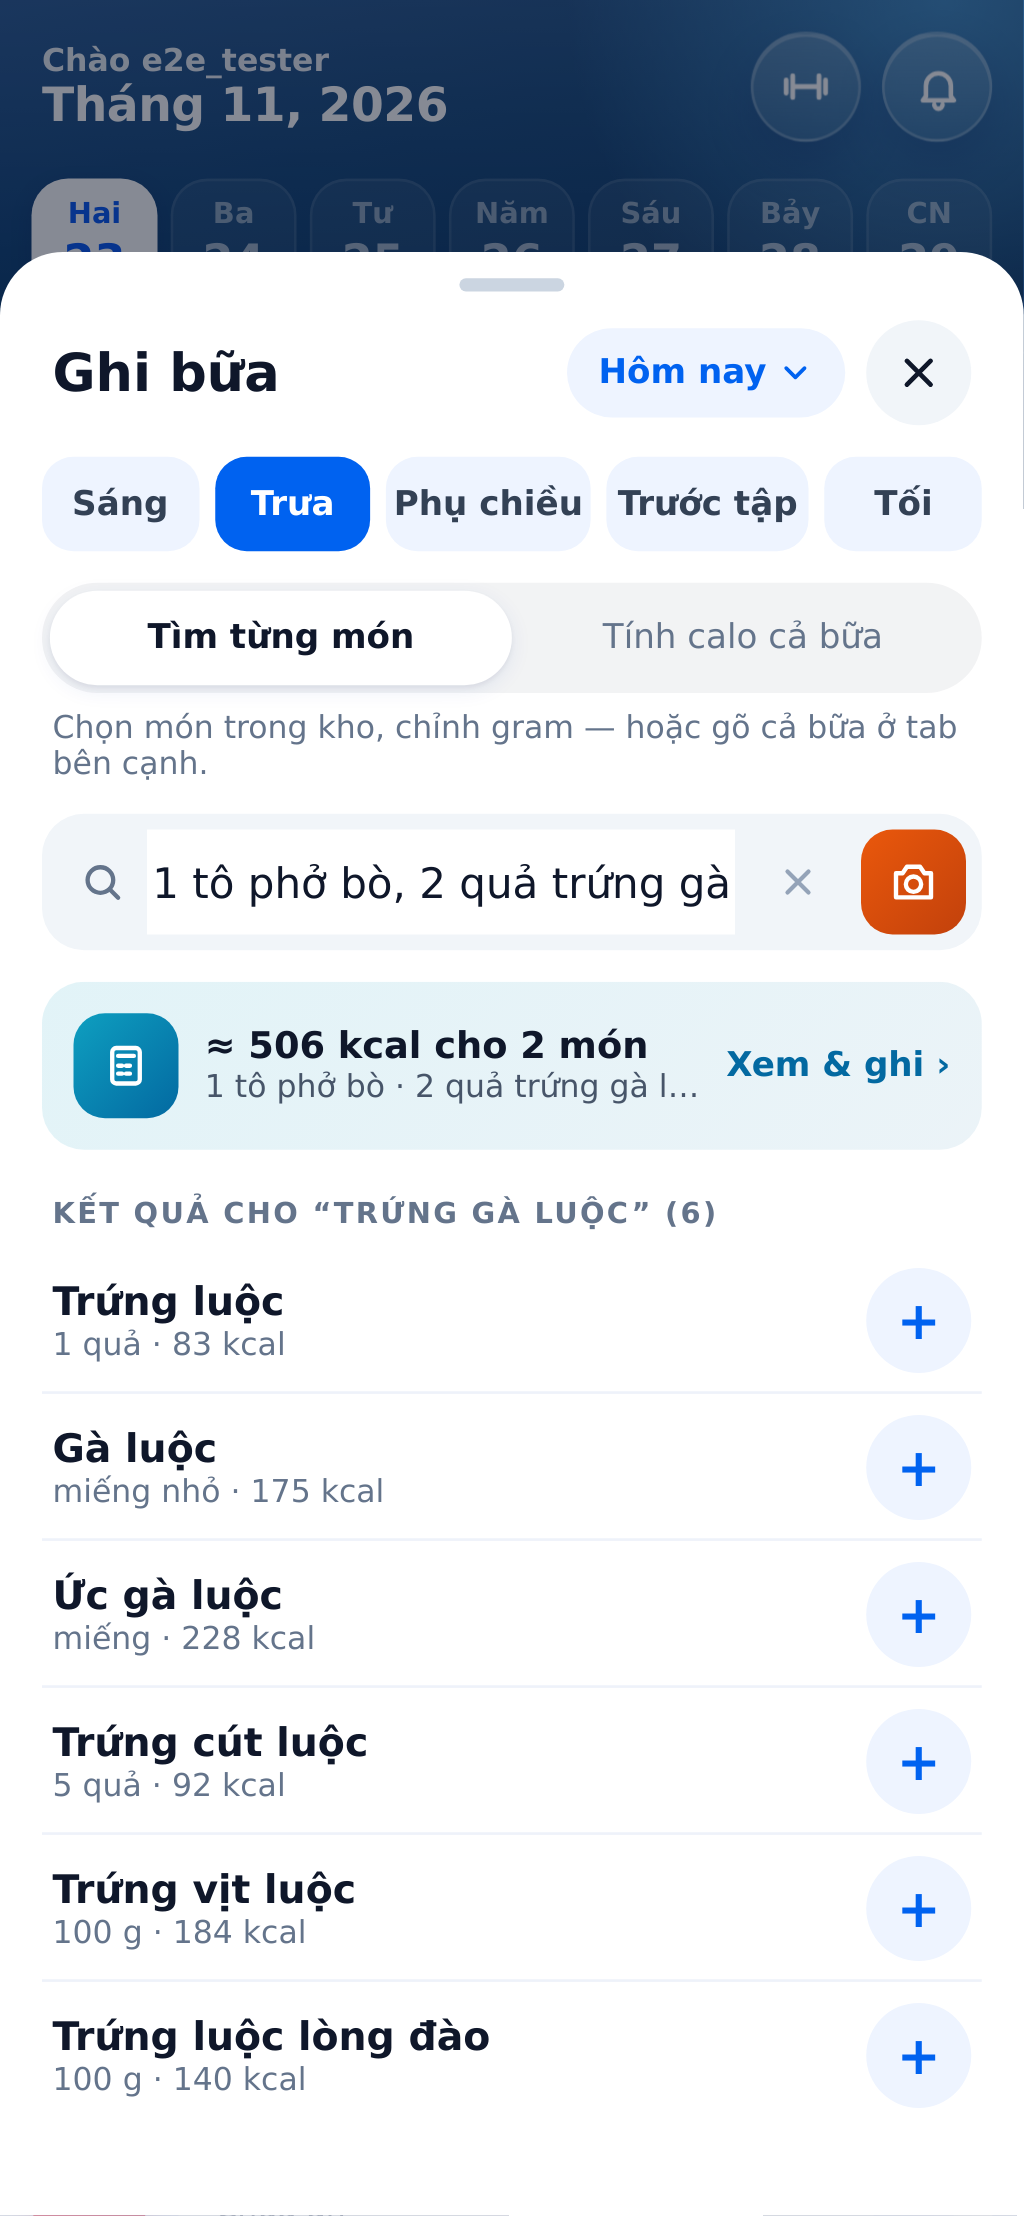 Chào e2e_tester
Tháng 11, 2026
Hai Ba Tư Năm Sáu Bảy CN
Ghi bữa
Hôm nay
Sáng Trưa Phụ chiều Trước tập Tối
Tìm từng món Tính calo cả bữa
Chọn món trong kho, chỉnh gram — hoặc gõ cả bữa ở tab
bên cạnh.
1 tô phở bò, 2 quả trứng gà
≈ 506 kcal cho 2 món
1 tô phở bò · 2 quả trứng gà l...
Xem & ghi ›
KẾT QUẢ CHO “TRỨNG GÀ LUỘC” (6)
Trứng luộc
1 quả · 83 kcal
Gà luộc
miếng nhỏ · 175 kcal
Ức gà luộc
miếng · 228 kcal
Trứng cút luộc
5 quả · 92 kcal
Trứng vịt luộc
100 g · 184 kcal
Trứng luộc lòng đào
100 g · 140 kcal